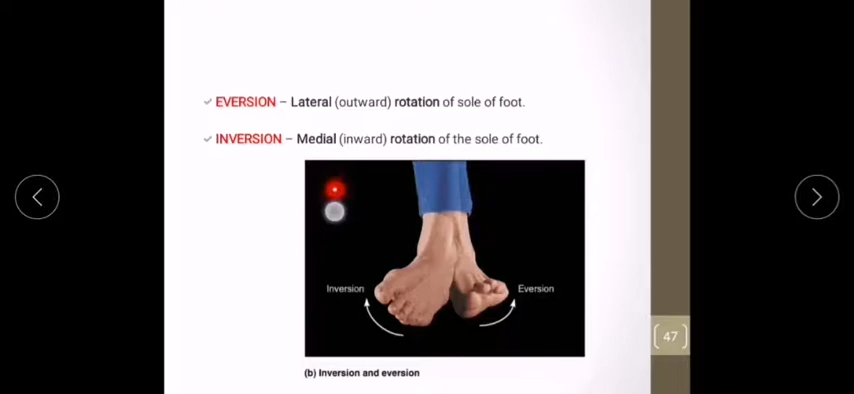 ✓ EVERSION – Lateral (outward) rotation of sole of foot.
✓ INVERSION – Medial (inward) rotation of the sole of foot.
Inversion
Eversion
47
(b) Inversion and eversion